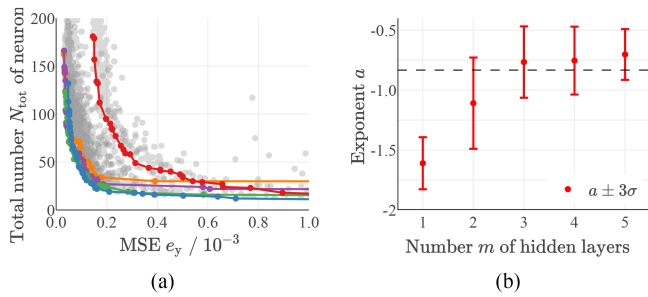 Total number N_tot of neuron
200
150
100
50
0
0.0 0.2 0.4 0.6 0.8 1.0
MSE e_y / 10^−3
(a)
Exponent a
−0.5
−1.0
−1.5
−2
1 2 3 4 5
a ± 3σ
Number m of hidden layers
(b)